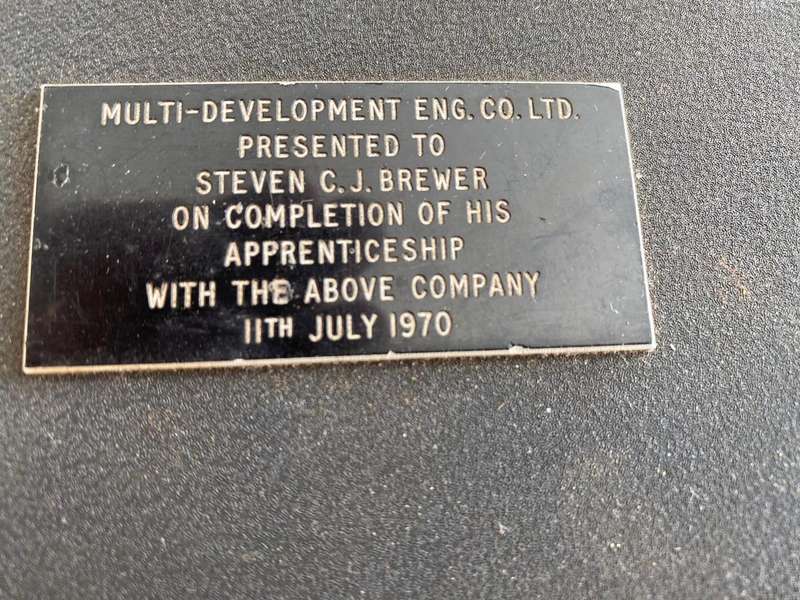 MULTI-DEVELOPMENT ENG. CO. LTD.
PRESENTED TO
STEVEN C. J. BREWER
ON COMPLETION OF HIS
APPRENTICESHIP
WITH THE ABOVE COMPANY
11TH JULY 1970